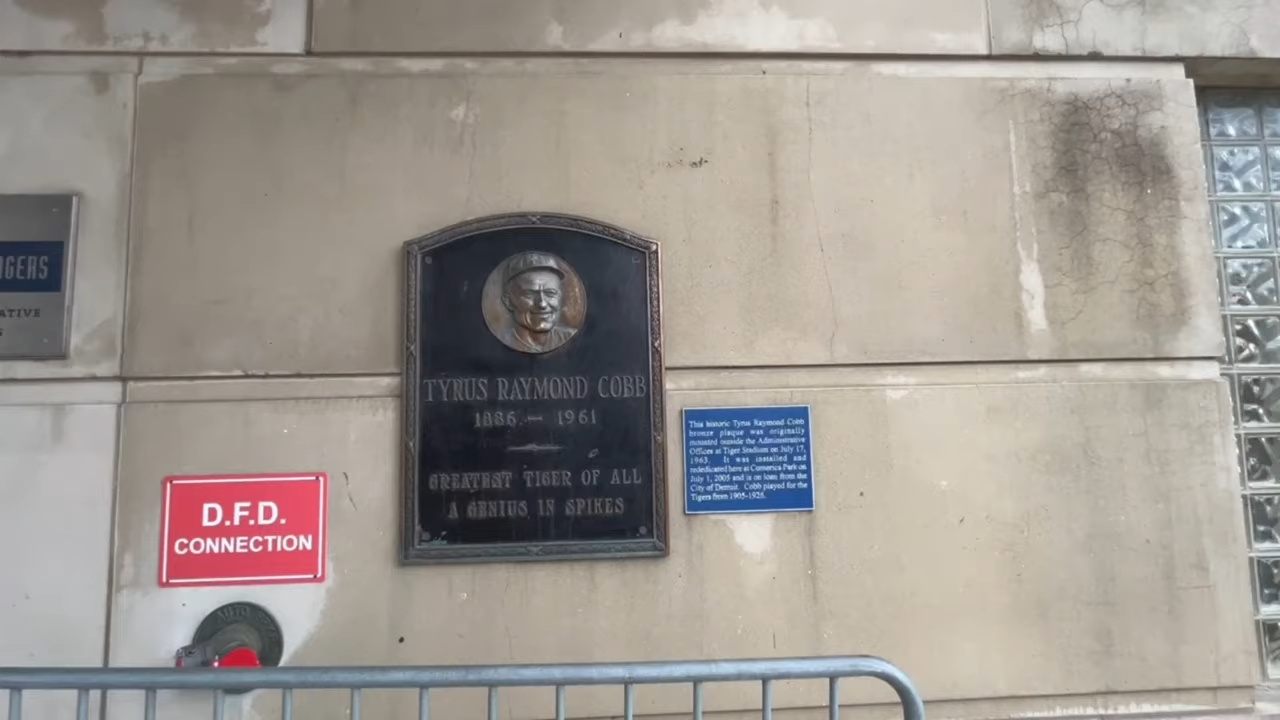 TYRUS RAYMOND COBB
1886 — 1961
GREATEST TIGER OF ALL
A GENIUS IN SPIKES
This historic Tyrus Raymond Cobb
bronze plaque was originally
mounted outside the Administrative
Offices at Tiger Stadium on July 17,
1963. It was installed and
rededicated here at Comerica Park on
July 1, 2005 and is on loan from the
City of Detroit. Cobb played for the
Tigers from 1905-1926.
D.F.D.
CONNECTION
AUTO